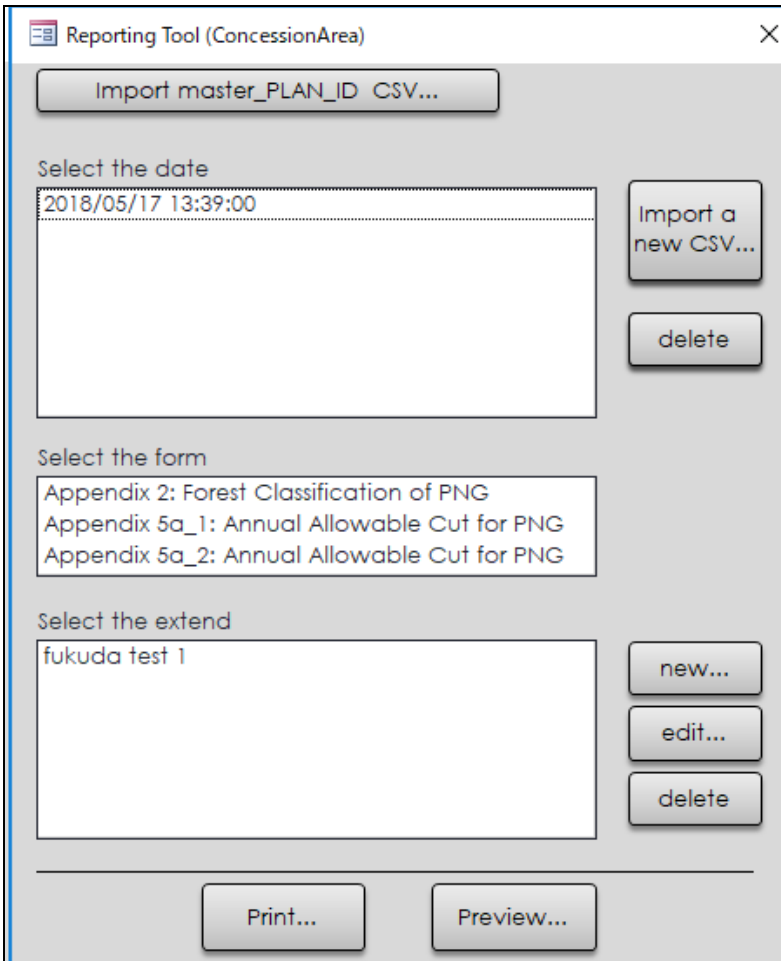 Reporting Tool (ConcessionArea)
Import master_PLAN_ID CSV...
Select the date
2018/05/17 13:39:00
Import a
new CSV...
delete
Select the form
Appendix 2: Forest Classification of PNG
Appendix 5a_1: Annual Allowable Cut for PNG
Appendix 5a_2: Annual Allowable Cut for PNG
Select the extend
fukuda test 1
new...
edit...
delete
Print...
Preview...